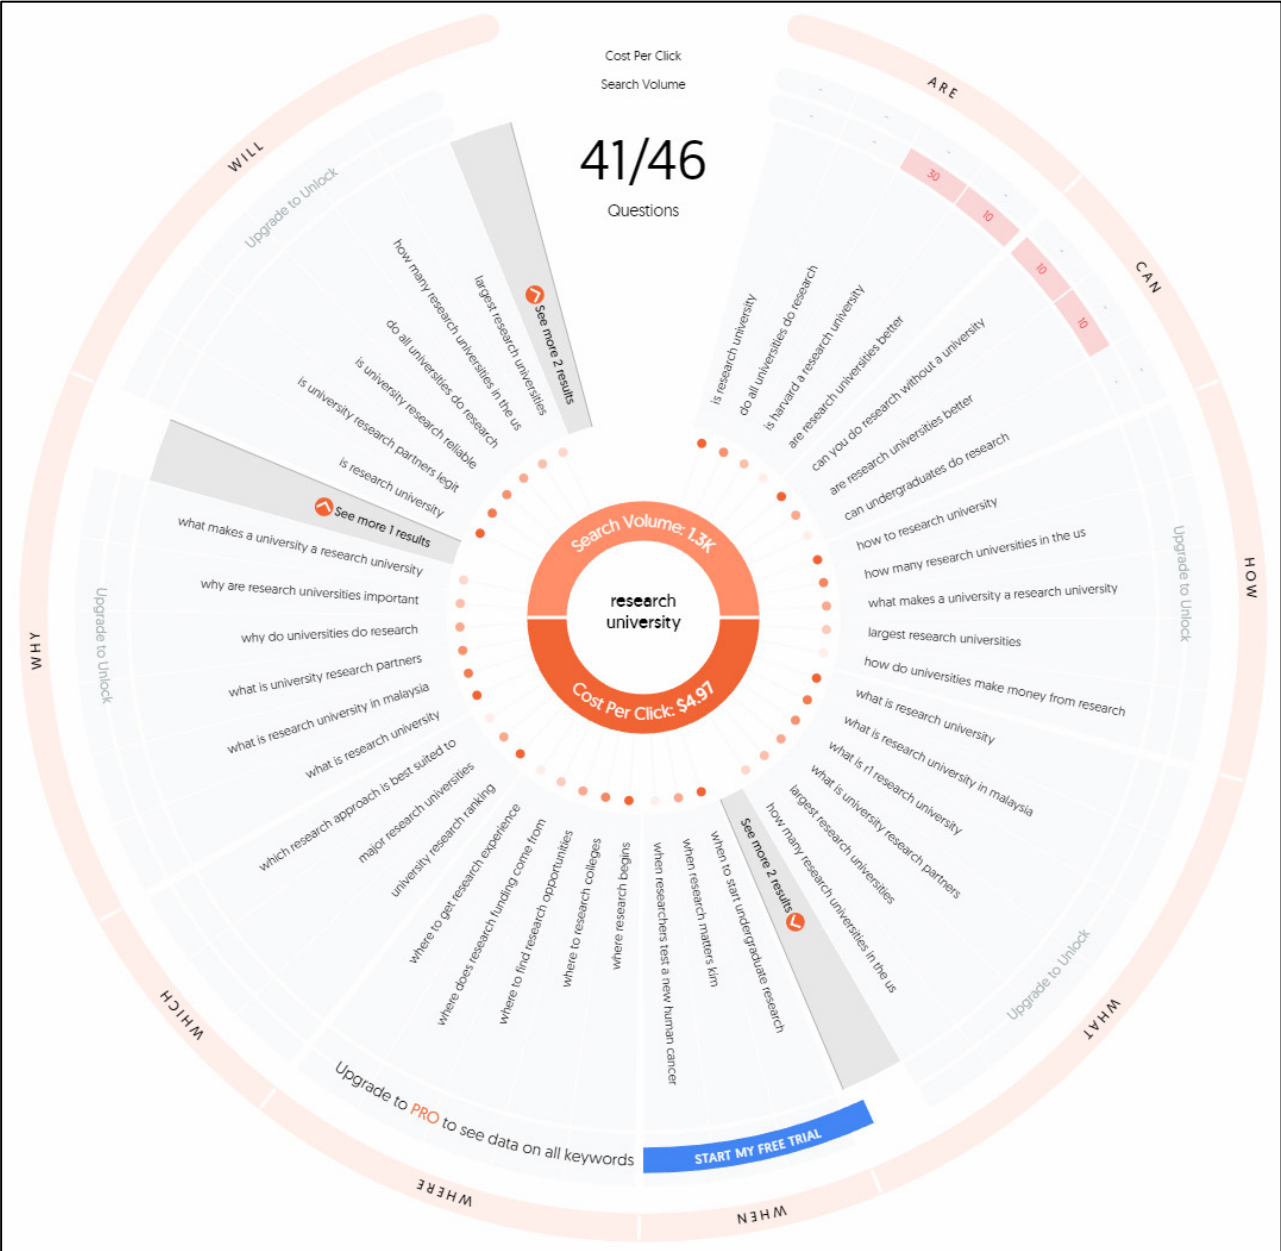 Cost Per Click
Search Volume
41/46
Questions
ARE
-
-
-
-
-
-
30
10
is research university
do all universities do research
is harvard a research university
are research universities better
CAN
-
-
-
-
-
10
10
can you do research without a university
are research universities better
can undergraduates do research
HOW
Upgrade to Unlock
how to research university
how many research universities in the us
what makes a university a research university
largest research universities
how do universities make money from research
WHAT
Upgrade to Unlock
what is research university
what is research university in malaysia
what is r1 research university
what is university research partners
largest research universities
how many research universities in the us
See more 2 results
WHEN
START MY FREE TRIAL
when to start undergraduate research
when research matters kim
when researchers test a new human cancer
WHERE
Upgrade to PRO to see data on all keywords
where research begins
where to research colleges
where to find research opportunities
where does research funding come from
where to get research experience
WHICH
university research ranking
major research universities
which research approach is best suited to
WHY
Upgrade to Unlock
what is research university
what is research university in malaysia
what is university research partners
why do universities do research
why are research universities important
what makes a university a research university
See more 1 results
WILL
Upgrade to Unlock
is research university
is university research partners legit
is university research reliable
do all universities do research
how many research universities in the us
largest research universities
See more 2 results
Search Volume: 1.3K
research
university
Cost Per Click: $4.97